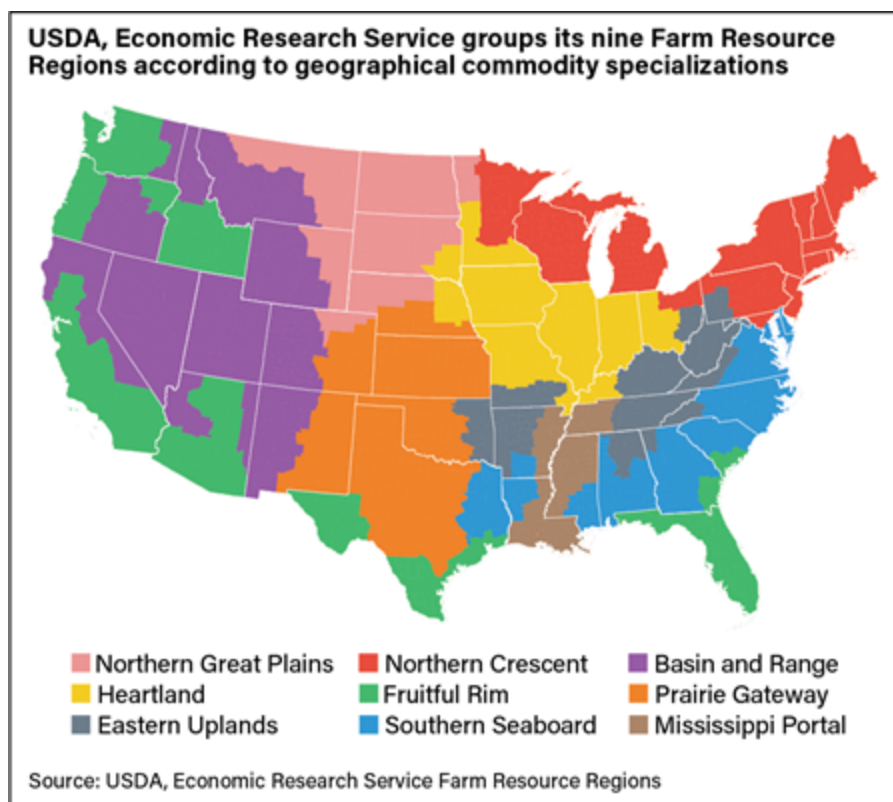 USDA, Economic Research Service groups its nine Farm Resource
Regions according to geographical commodity specializations
Northern Great Plains Northern Crescent Basin and Range
Heartland Fruitful Rim Prairie Gateway
Eastern Uplands Southern Seaboard Mississippi Portal
Source: USDA, Economic Research Service Farm Resource Regions